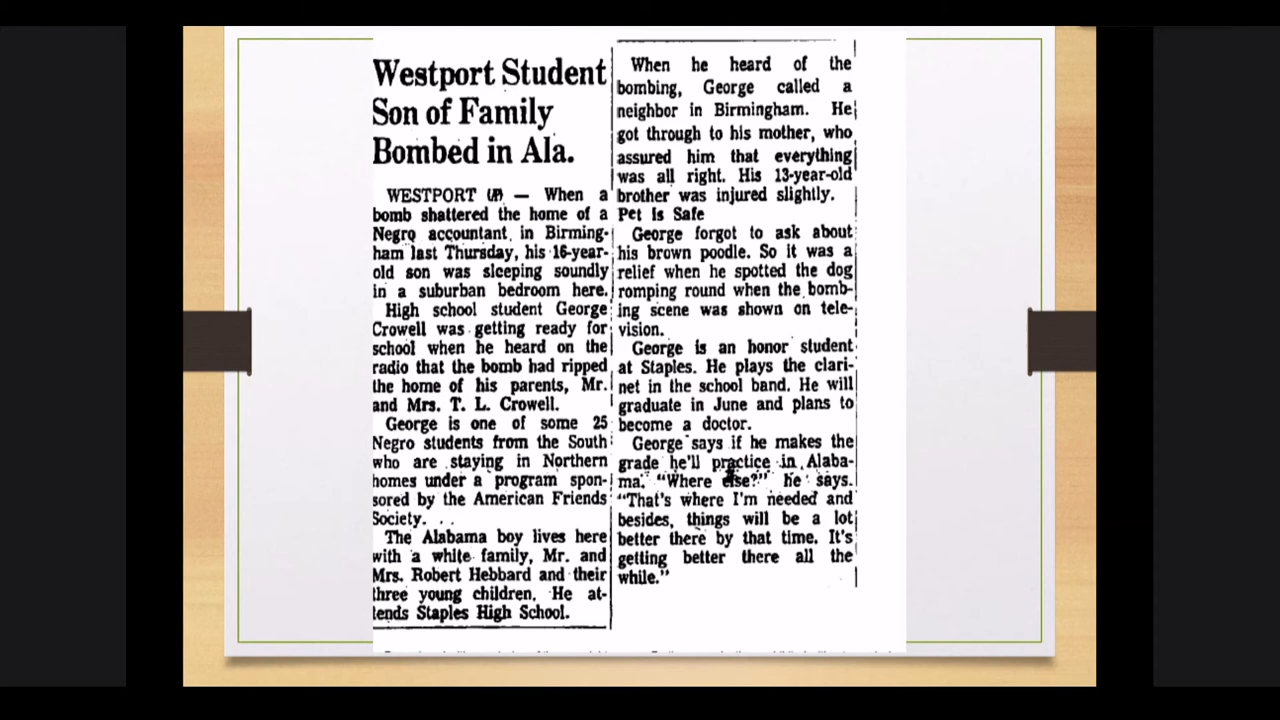 Westport Student
Son of Family
Bombed in Ala.
WESTPORT (AP) — When a
bomb shattered the home of a
Negro accountant in Birming-
ham last Thursday, his 16-year-
old son was sleeping soundly
in a suburban bedroom here.
High school student George
Crowell was getting ready for
school when he heard on the
radio that the bomb had ripped
the home of his parents, Mr.
and Mrs. T. L. Crowell.
George is one of some 25
Negro students from the South
who are staying in Northern
homes under a program spon-
sored by the American Friends
Society. . .
The Alabama boy lives here
with a white family, Mr. and
Mrs. Robert Hebbard and their
three young children. He at-
tends Staples High School.
When he heard of the
bombing, George called a
neighbor in Birmingham. He
got through to his mother, who
assured him that everything
was all right. His 13-year-old
brother was injured slightly.
Pet Is Safe
George forgot to ask about
his brown poodle. So it was a
relief when he spotted the dog
romping round when the bomb-
ing scene was shown on tele-
vision.
George is an honor student
at Staples. He plays the clari-
net in the school band. He will
graduate in June and plans to
become a doctor.
George says if he makes the
grade he'll practice in Alaba-
ma. "Where else?" he says.
"That's where I'm needed and
besides, things will be a lot
better there by that time. It's
getting better there all the
while."